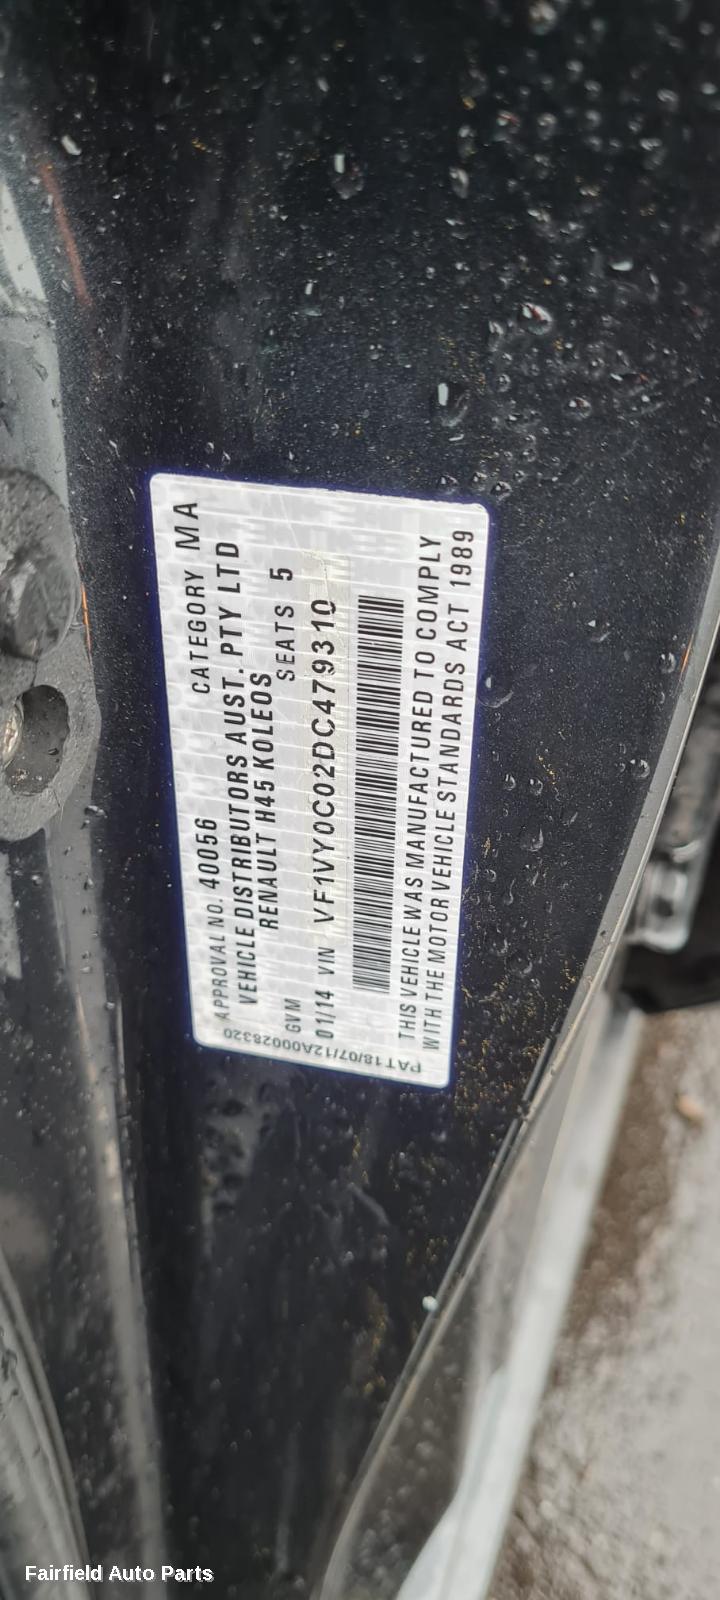 APPROVAL NO. 40056 CATEGORY MA
VEHICLE DISTRIBUTORS AUST. PTY LTD
RENAULT H45 KOLEOS
GVM SEATS 5
01/14 VIN VF1VY0C02DC479310
THIS VEHICLE WAS MANUFACTURED TO COMPLY
WITH THE MOTOR VEHICLE STANDARDS ACT 1989
PAT18/07/12A00028320
Fairfield Auto Parts